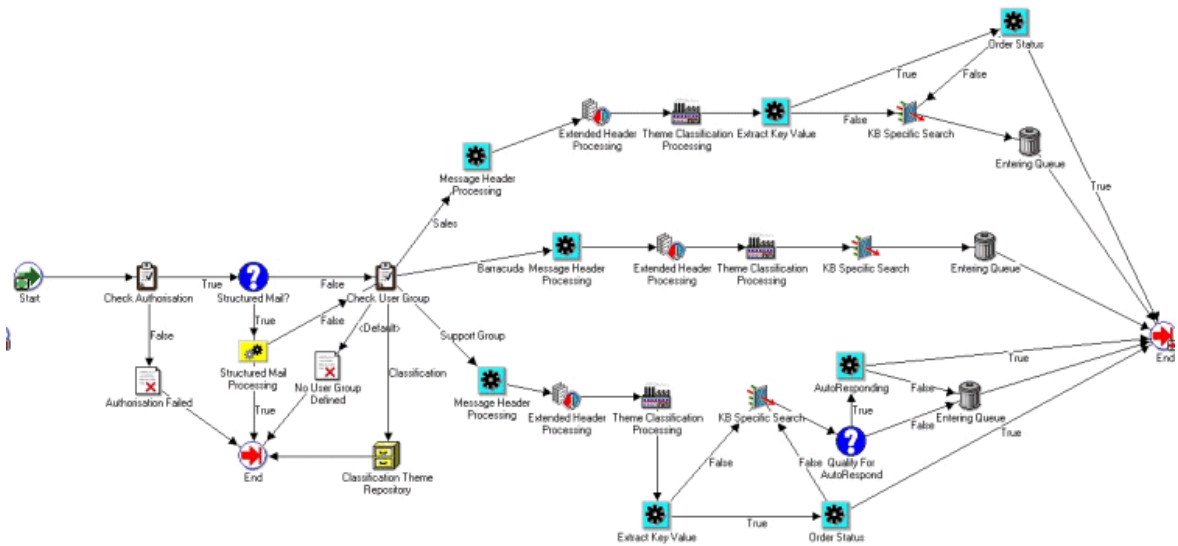 Order Status
True
False
Extended Header
Processing
Theme Classification
Processing
Extract Key Value
False
KB Specific Search
Entering Queue
Message Header
Processing
True
Sales
Barracuda
Message Header
Processing
Extended Header
Processing
Theme Classification
Processing
KB Specific Search
Entering Queue
Start
Check Authorisation
True
Structured Mail?
False
Check User Group
True
False
<Default>
Support Group
False
Structured Mail
Processing
No User Group
Defined
Classification
Authorisation Failed
True
End
Classification Theme
Repository
Message Header
Processing
Extended Header
Processing
Theme Classification
Processing
KB Specific Search
AutoResponding
True
False
True
Entering Queue
False
True
Qualify For
AutoRespond
False
False
End
Extract Key Value
True
Order Status